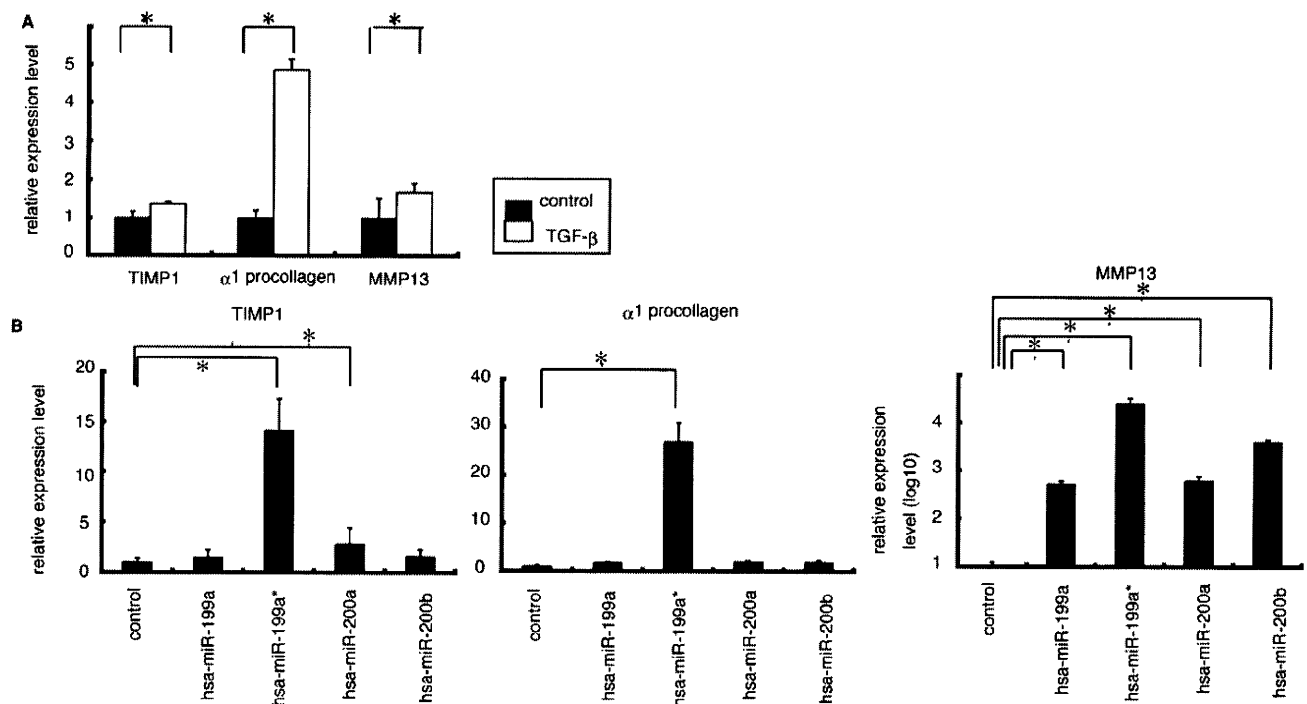 A
* * *
relative expression level
5
4
3
2
1
0
TIMP1 α1 procollagen MMP13
control
TGF-β
B
TIMP1
* *
relative expression level
20
15
10
5
0
control
hsa-miR-199a
hsa-miR-199a*
hsa-miR-200a
hsa-miR-200b
α1 procollagen
*
40
30
20
10
0
control
hsa-miR-199a
hsa-miR-199a*
hsa-miR-200a
hsa-miR-200b
MMP13
*
*
*
*
relative expression
level (log10)
4
3
2
1
control
hsa-miR-199a
hsa-miR-199a*
hsa-miR-200a
hsa-miR-200b